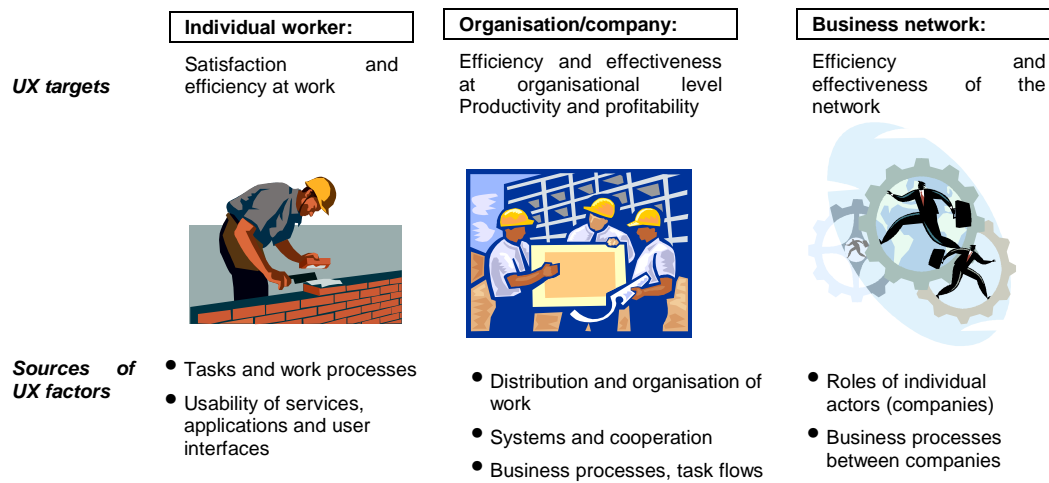 Individual worker:
Organisation/company:
Business network:
UX targets
Satisfaction and
efficiency at work
Efficiency and effectiveness
at organisational level
Productivity and profitability
Efficiency and
effectiveness of the
network
Sources of
UX factors
• Tasks and work processes
• Usability of services,
applications and user
interfaces
• Distribution and organisation of
work
• Systems and cooperation
• Business processes, task flows
• Roles of individual
actors (companies)
• Business processes
between companies